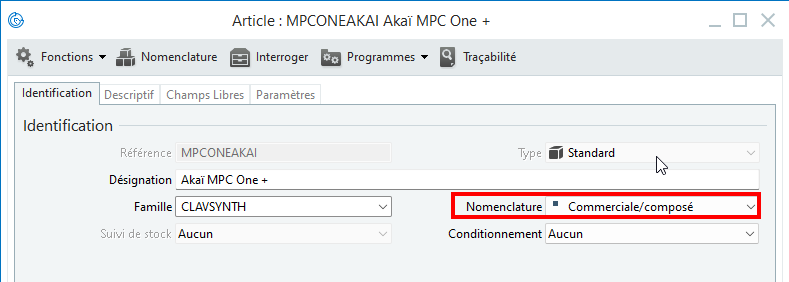 Article : MPCONEAKAI Akaï MPC One +
Fonctions Nomenclature Interroger Programmes Traçabilité
Identification Descriptif Champs Libres Paramètres
Identification
Référence MPCONEAKAI Type Standard
Désignation Akaï MPC One +
Famille CLAVSYNTH Nomenclature Commerciale/composé
Suivi de stock Aucun Conditionnement Aucun